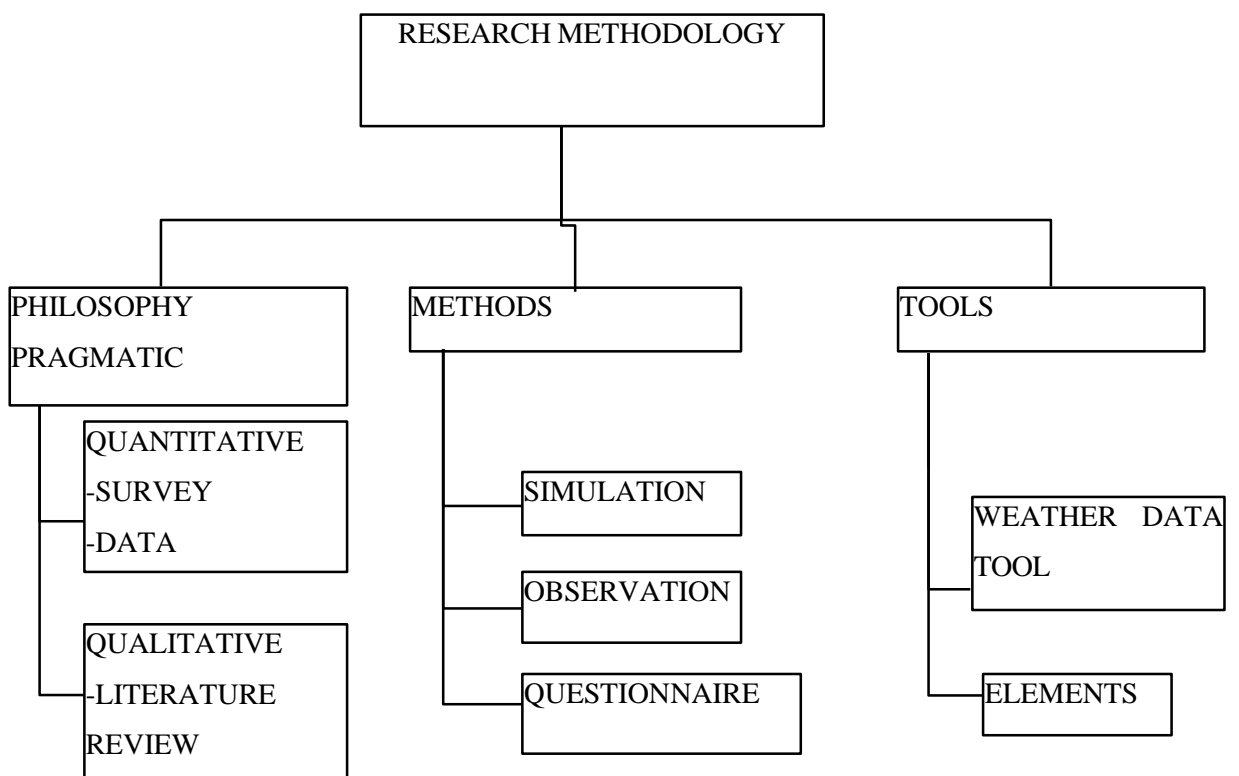 RESEARCH METHODOLOGY
PHILOSOPHY
PRAGMATIC
QUANTITATIVE
-SURVEY
-DATA
QUALITATIVE
-LITERATURE
REVIEW
METHODS
SIMULATION
OBSERVATION
QUESTIONNAIRE
TOOLS
WEATHER DATA
TOOL
ELEMENTS